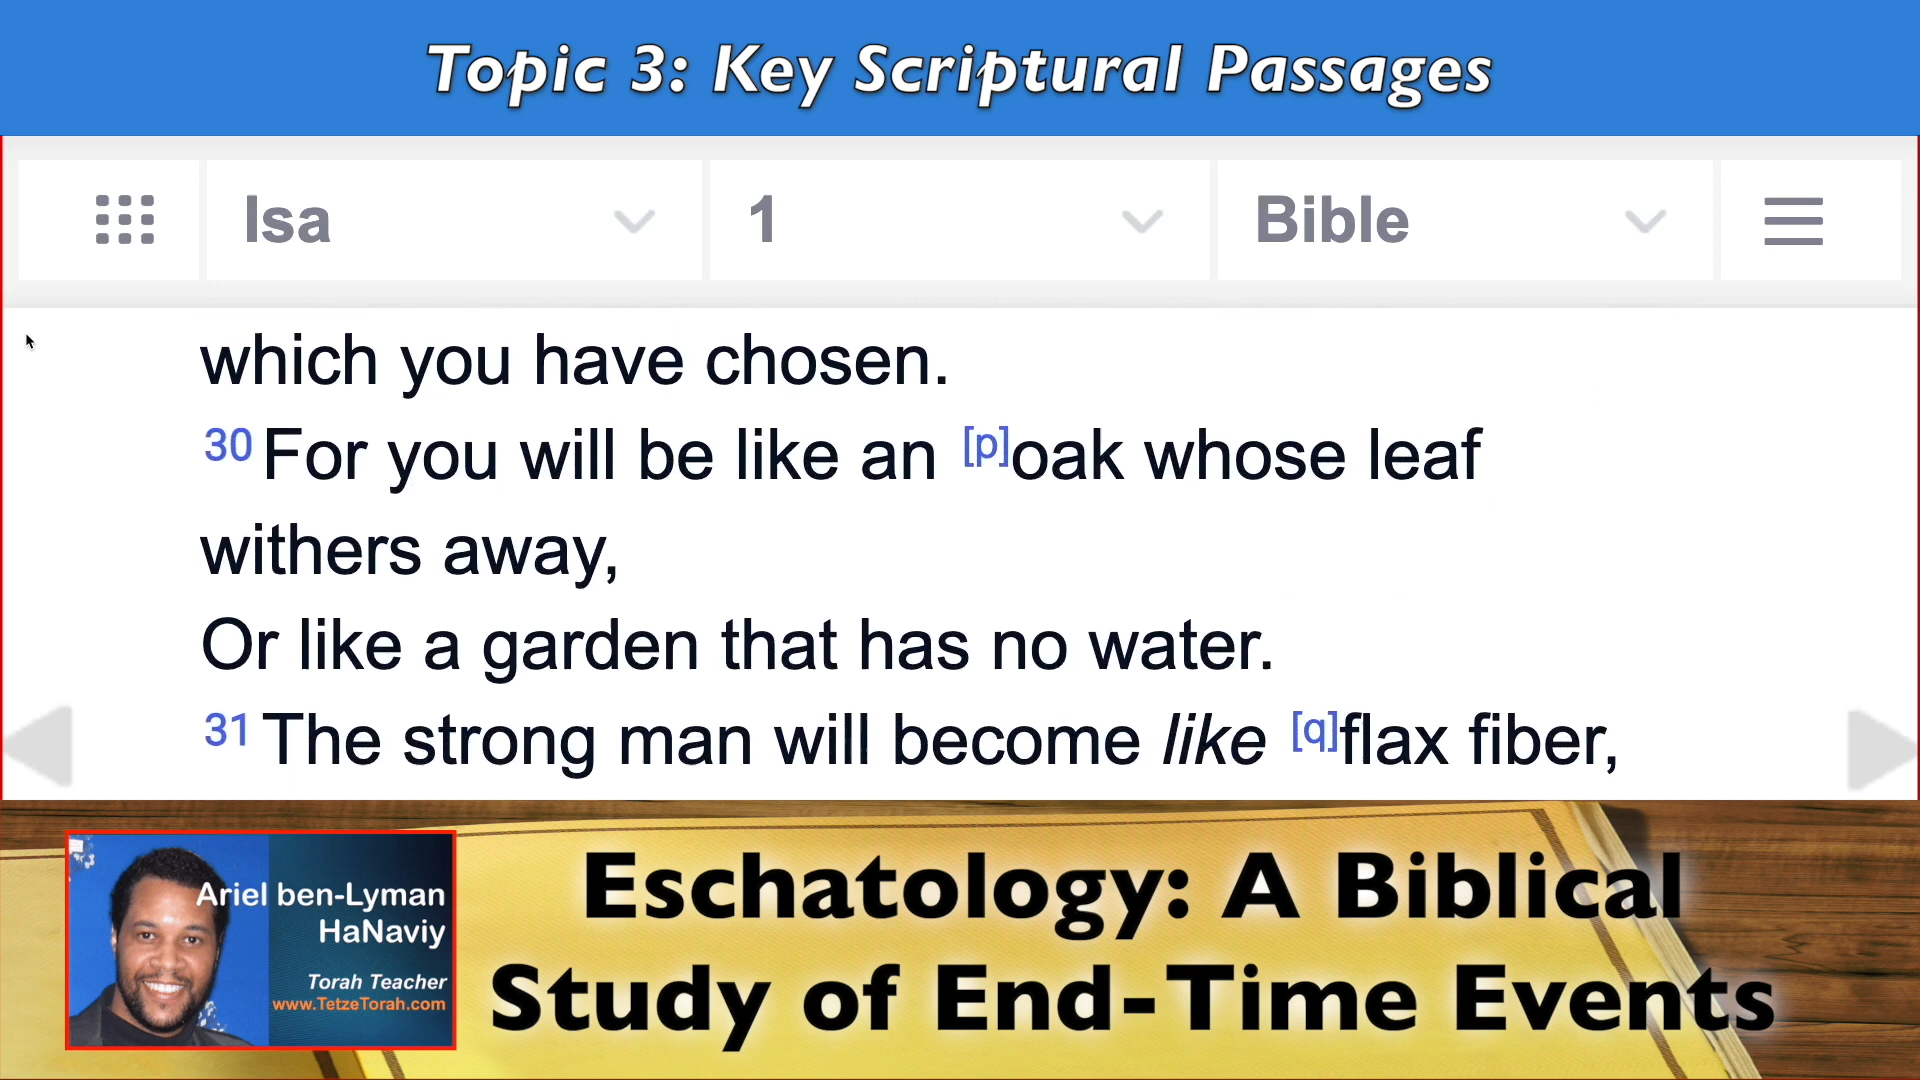 Topic 3: Key Scriptural Passages
Isa
1
Bible
which you have chosen.
30 For you will be like an [p]oak whose leaf
withers away,
Or like a garden that has no water.
31 The strong man will become like [q]flax fiber,
Ariel ben-Lyman
HaNaviy
Torah Teacher
www.TetzeTorah.com
Eschatology: A Biblical
Study of End-Time Events